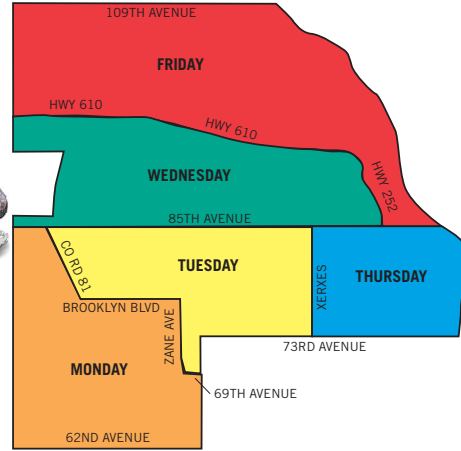 109TH AVENUE
FRIDAY
HWY 610
HWY 610
HWY 252
WEDNESDAY
85TH AVENUE
CO RD 81
TUESDAY
XERXES
THURSDAY
BROOKLYN BLVD
ZANE AVE
73RD AVENUE
MONDAY
69TH AVENUE
62ND AVENUE